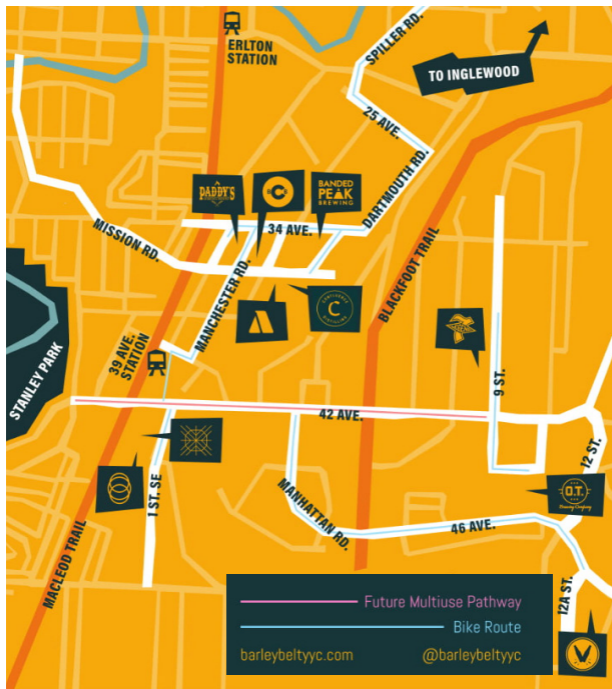 ERLTON
STATION
SPILLER RD.
TO INGLEWOOD
25 AVE.
DARTMOUTH RD.
PADDY'S
BANDED
PEAK
BREWING
34 AVE.
MISSION RD.
MANCHESTER RD.
C
BLACKFOOT TRAIL
39 AVE.
STATION
STANLEY PARK
9 ST.
42 AVE.
1 ST. SE
12 ST.
O.T.
Brewing Company
MANHATTAN RD.
46 AVE.
MACLEOD TRAIL
12A ST.
Future Multiuse Pathway
Bike Route
barleybeltyyc.com
@barleybeltyyc